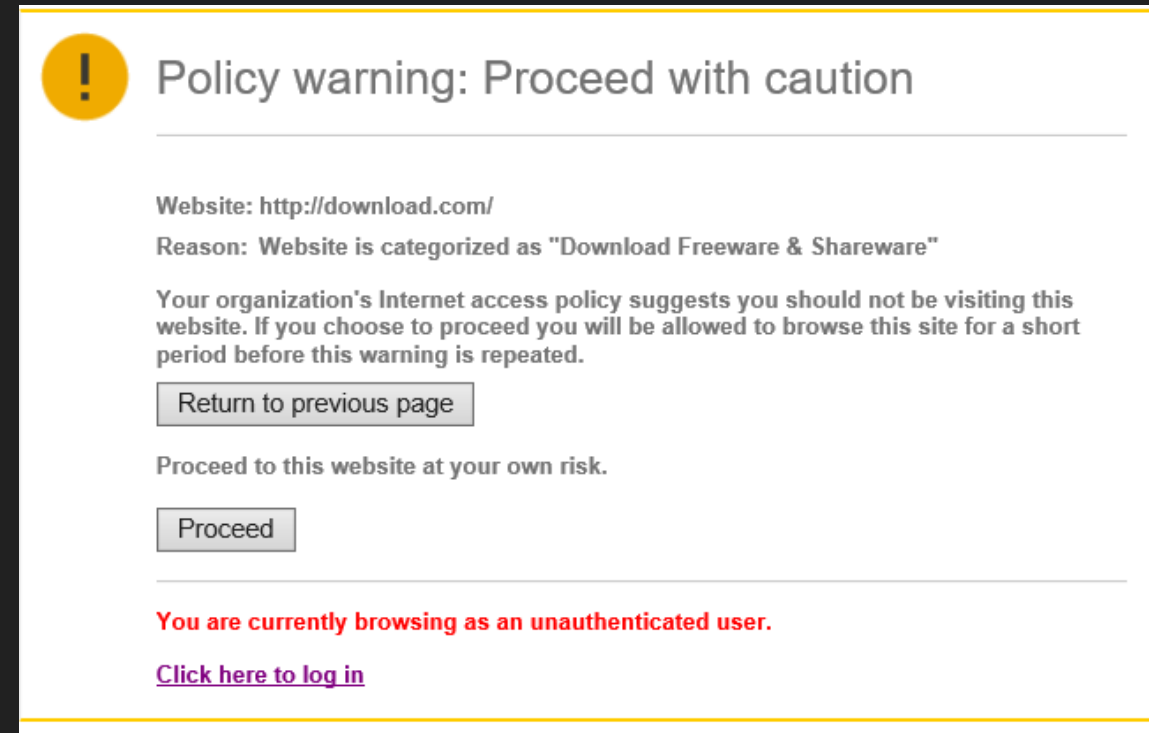 !
Policy warning: Proceed with caution
Website: http://download.com/
Reason: Website is categorized as "Download Freeware & Shareware"
Your organization's Internet access policy suggests you should not be visiting this
website. If you choose to proceed you will be allowed to browse this site for a short
period before this warning is repeated.
Return to previous page
Proceed to this website at your own risk.
Proceed
You are currently browsing as an unauthenticated user.
Click here to log in